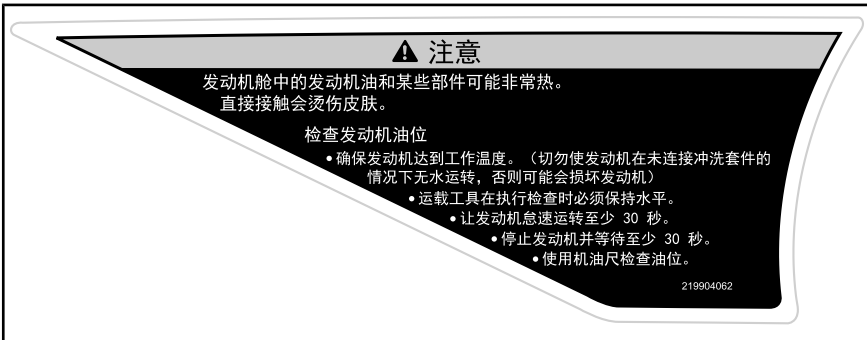 注意
发动机舱中的发动机油和某些部件可能非常热。
直接接触会烫伤皮肤。
检查发动机油位
•确保发动机达到工作温度。（切勿使发动机在未连接冲洗套件的
情况下无水运转，否则可能会损坏发动机）
•运载工具在执行检查时必须保持水平。
•让发动机怠速运转至少 30 秒。
•停止发动机并等待至少 30 秒。
•使用机油尺检查油位。
219904062